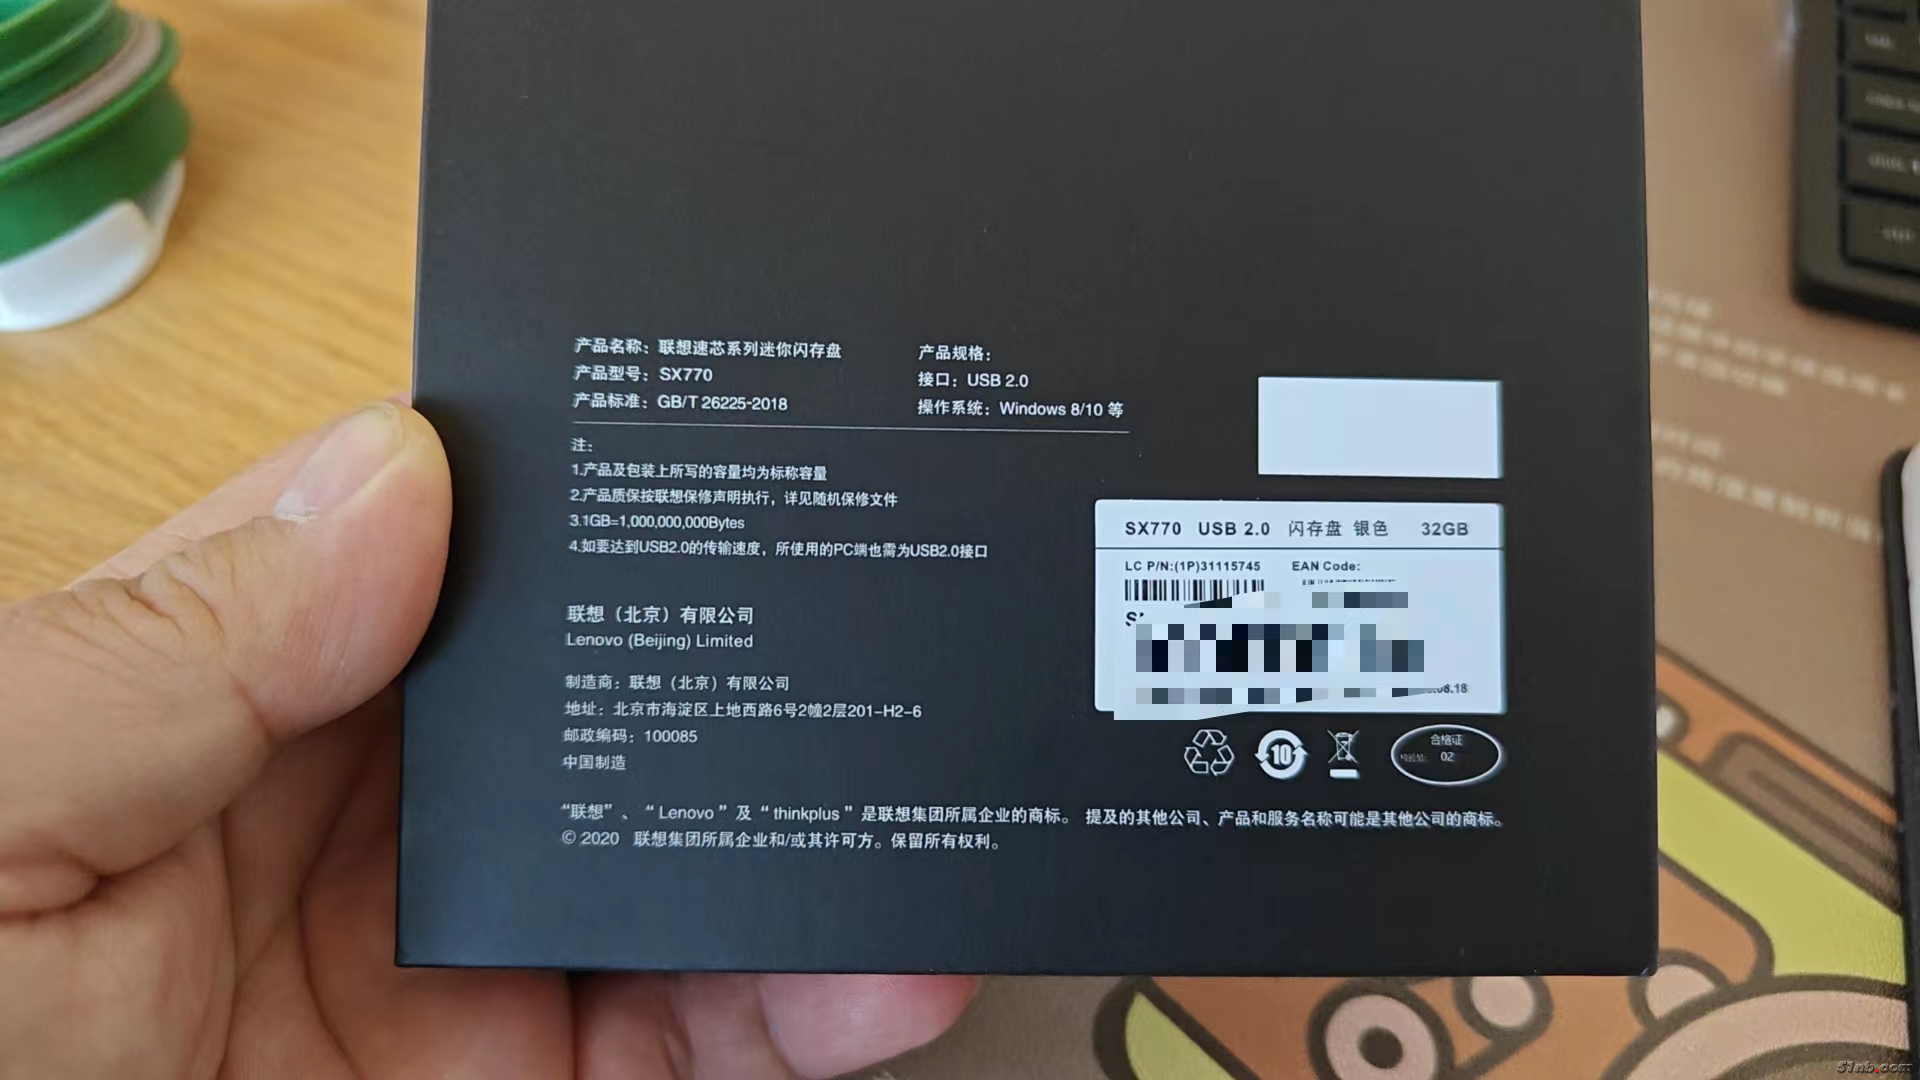 产品名称：联想速芯系列迷你闪存盘
产品型号：SX770
产品标准：GB/T 26225-2018
产品规格：
接口：USB 2.0
操作系统：Windows 8/10 等
注：
1.产品及包装上所写的容量均为标称容量
2.产品质保按联想保修声明执行，详见随机保修文件
3.1GB=1,000,000,000Bytes
4.如要达到USB2.0的传输速度，所使用的PC端也需为USB2.0接口
联想（北京）有限公司
Lenovo (Beijing) Limited
制造商：联想（北京）有限公司
地址：北京市海淀区上地西路6号2幢2层201-H2-6
邮政编码：100085
中国制造
SX770 USB 2.0 闪存盘 银色 32GB
LC P/N:(1P)31115745 EAN Code:
10
合格证
02
“联想”、“ Lenovo ” 及 “ thinkplus ” 是联想集团所属企业的商标。 提及的其他公司、产品和服务名称可能是其他公司的商标。
© 2020 联想集团所属企业和/或其许可方。保留所有权利。
51nb.com